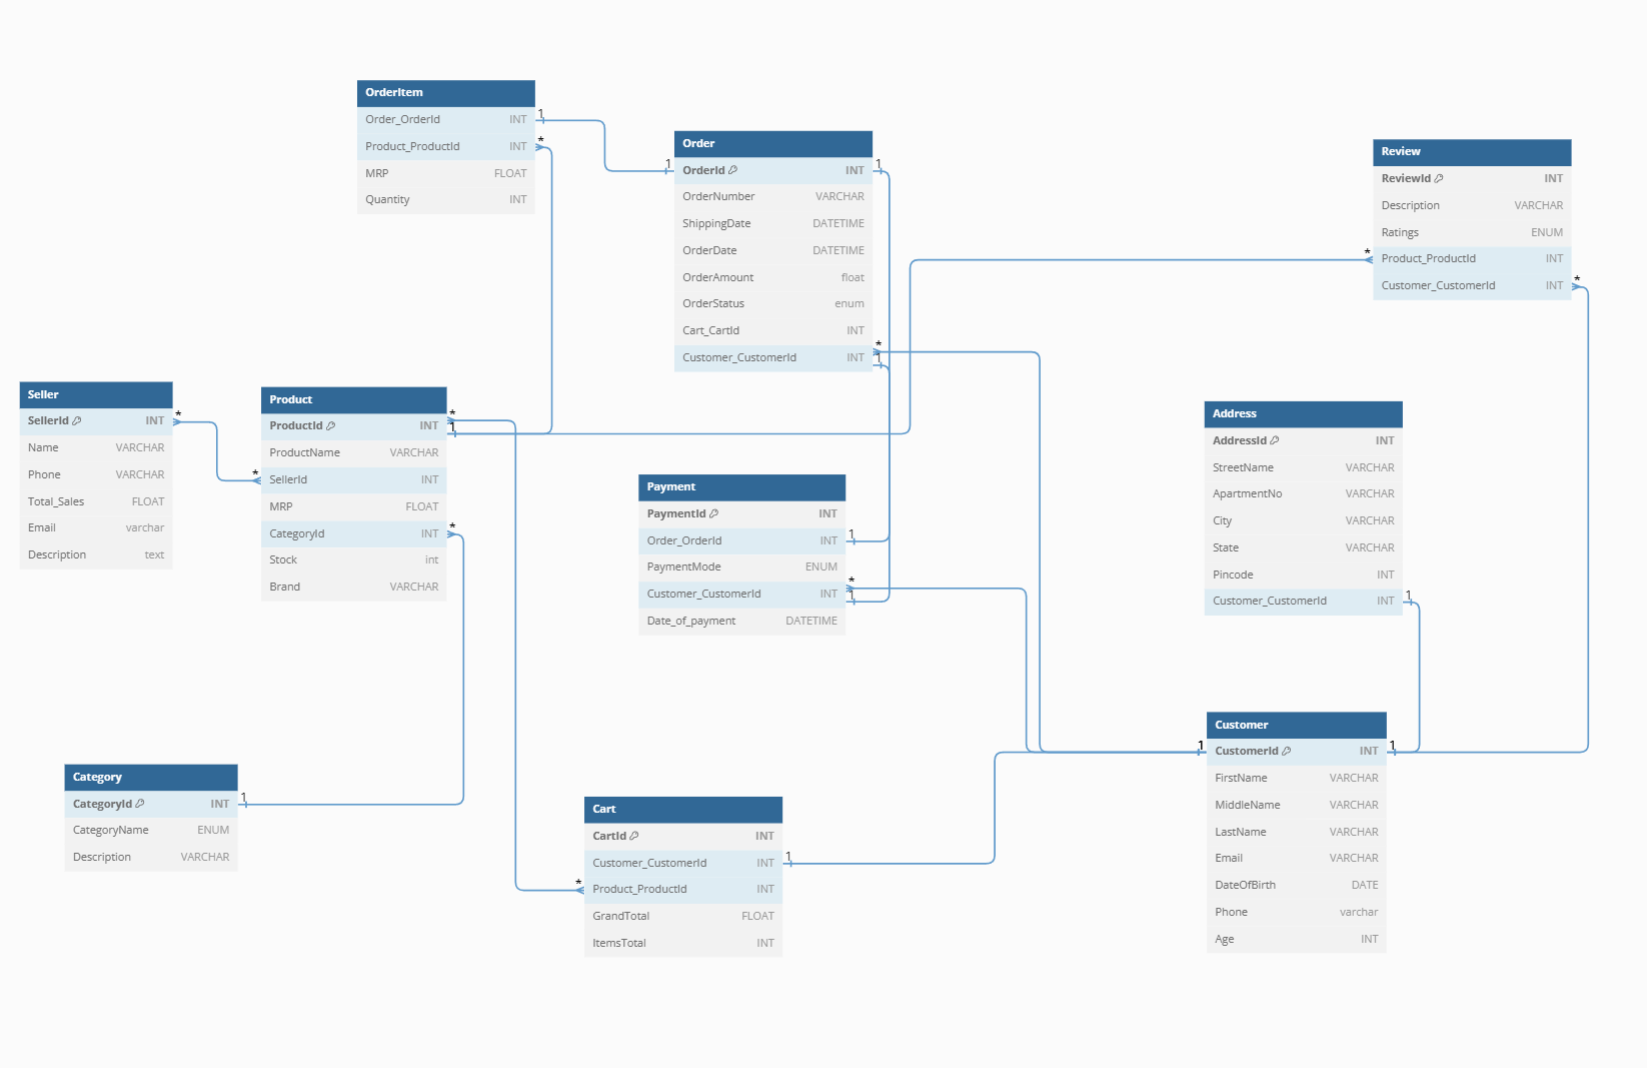 OrderItem
Order_OrderId INT
Product_ProductId INT
MRP FLOAT
Quantity INT
1
*
Order
1 OrderId INT 1
OrderNumber VARCHAR
ShippingDate DATETIME
OrderDate DATETIME
OrderAmount float
OrderStatus enum
Cart_CartId INT
Customer_CustomerId INT
*
1
Review
ReviewId INT
Description VARCHAR
Ratings ENUM
* Product_ProductId INT
Customer_CustomerId INT *
Seller
SellerId INT *
Name VARCHAR
Phone VARCHAR
Total_Sales FLOAT
Email varchar
Description text
Product
ProductId INT
*
1
ProductName VARCHAR
* SellerId INT
MRP FLOAT
CategoryId INT *
Stock int
Brand VARCHAR
Address
AddressId INT
StreetName VARCHAR
ApartmentNo VARCHAR
City VARCHAR
State VARCHAR
Pincode INT
Customer_CustomerId INT 1
Payment
PaymentId INT
Order_OrderId INT 1
PaymentMode ENUM
Customer_CustomerId INT
*
1
Date_of_payment DATETIME
Customer
1 CustomerId INT 1
FirstName VARCHAR
MiddleName VARCHAR
LastName VARCHAR
Email VARCHAR
DateOfBirth DATE
Phone varchar
Age INT
Category
CategoryId INT 1
CategoryName ENUM
Description VARCHAR
Cart
CartId INT
Customer_CustomerId INT 1
* Product_ProductId INT
GrandTotal FLOAT
ItemsTotal INT